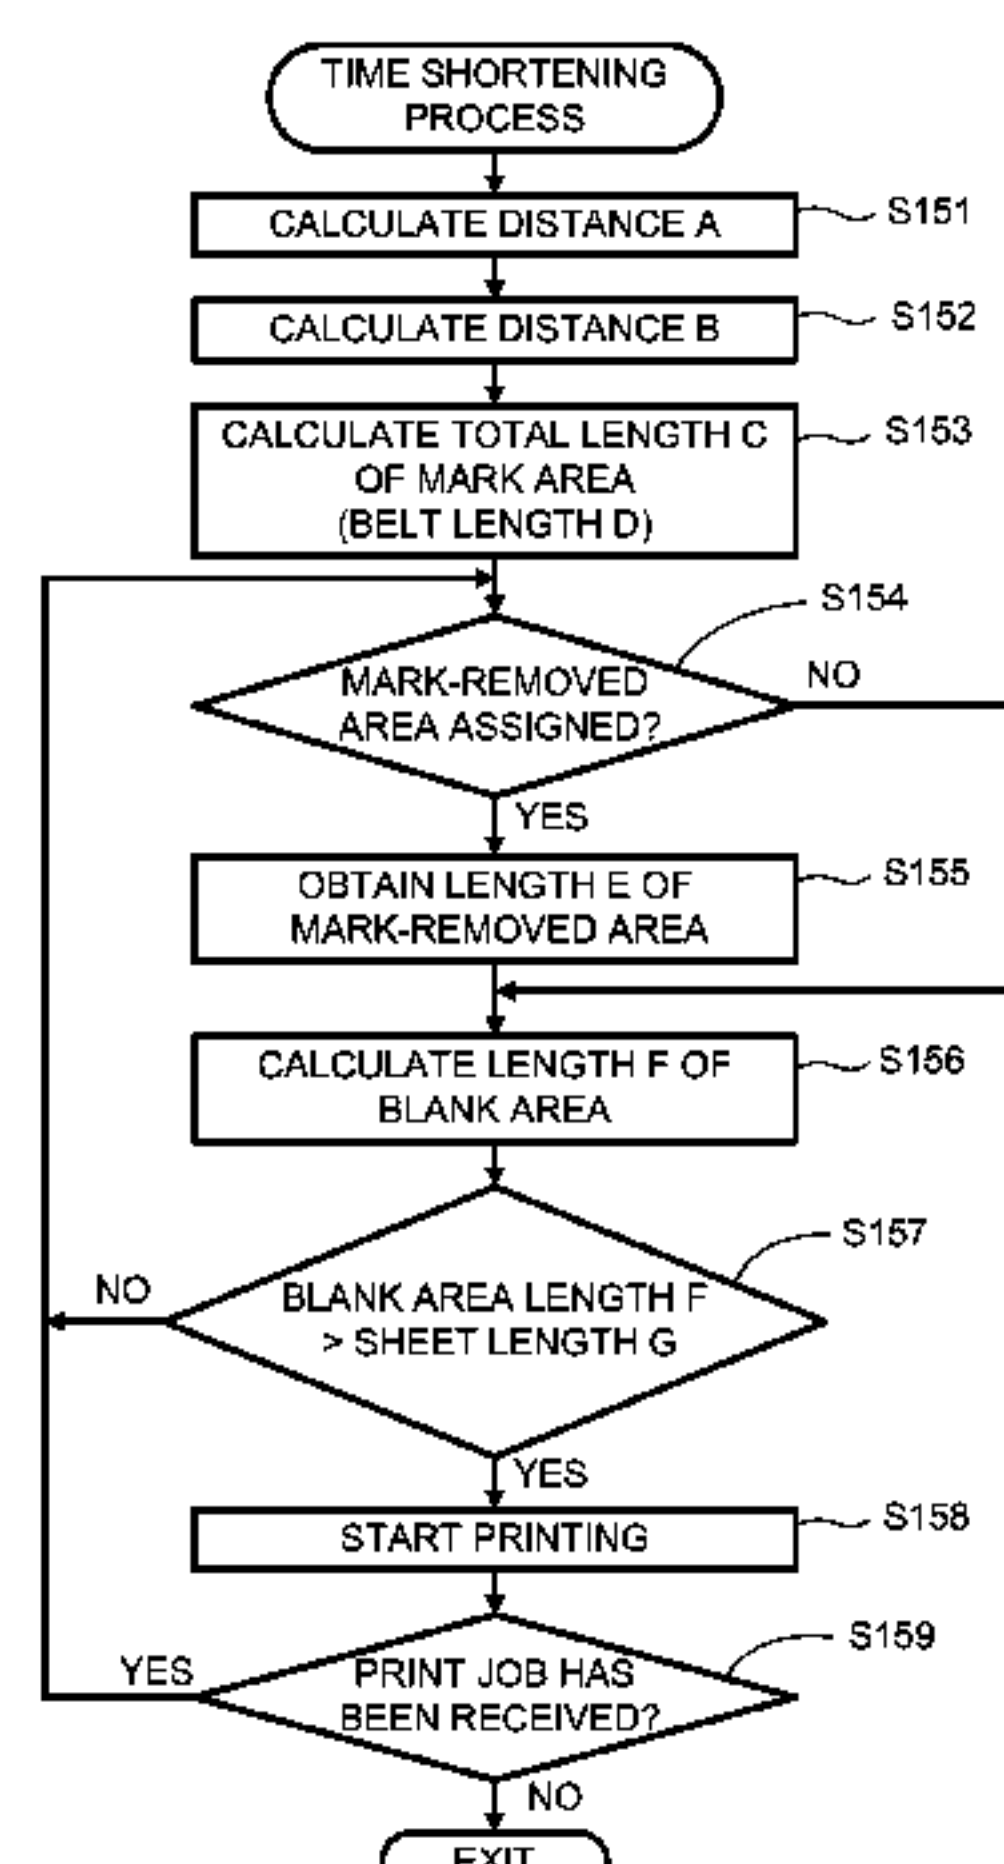 TIME SHORTENING
PROCESS
CALCULATE DISTANCE A
S151
CALCULATE DISTANCE B
S152
CALCULATE TOTAL LENGTH C
OF MARK AREA
(BELT LENGTH D)
S153
S154
MARK-REMOVED
AREA ASSIGNED?
NO
YES
OBTAIN LENGTH E OF
MARK-REMOVED AREA
S155
CALCULATE LENGTH F OF
BLANK AREA
S156
S157
NO
BLANK AREA LENGTH F
> SHEET LENGTH G
YES
START PRINTING
S158
S159
YES
PRINT JOB HAS
BEEN RECEIVED?
NO
EXIT